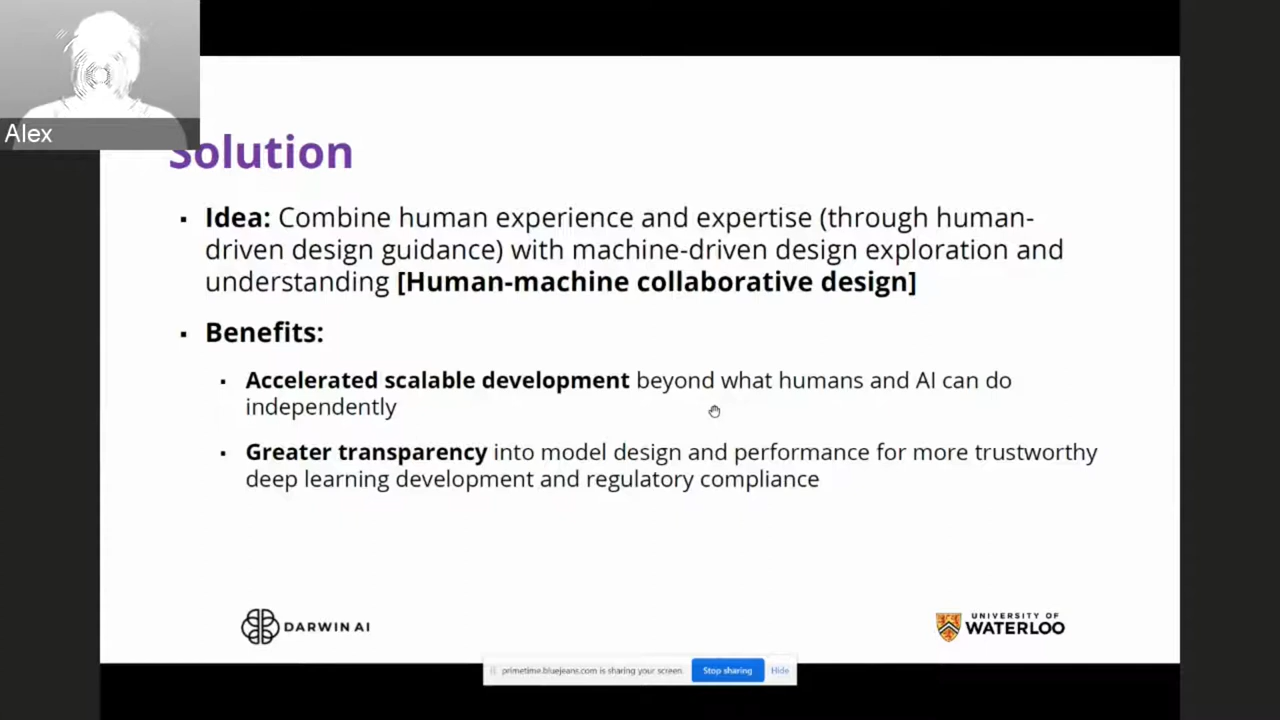 Alex
Solution
Idea: Combine human experience and expertise (through human-
driven design guidance) with machine-driven design exploration and
understanding [Human-machine collaborative design]
Benefits:
Accelerated scalable development beyond what humans and AI can do
independently
Greater transparency into model design and performance for more trustworthy
deep learning development and regulatory compliance
DARWIN AI
UNIVERSITY OF
WATERLOO
primetime.bluejeans.com is sharing your screen. Stop sharing Hide